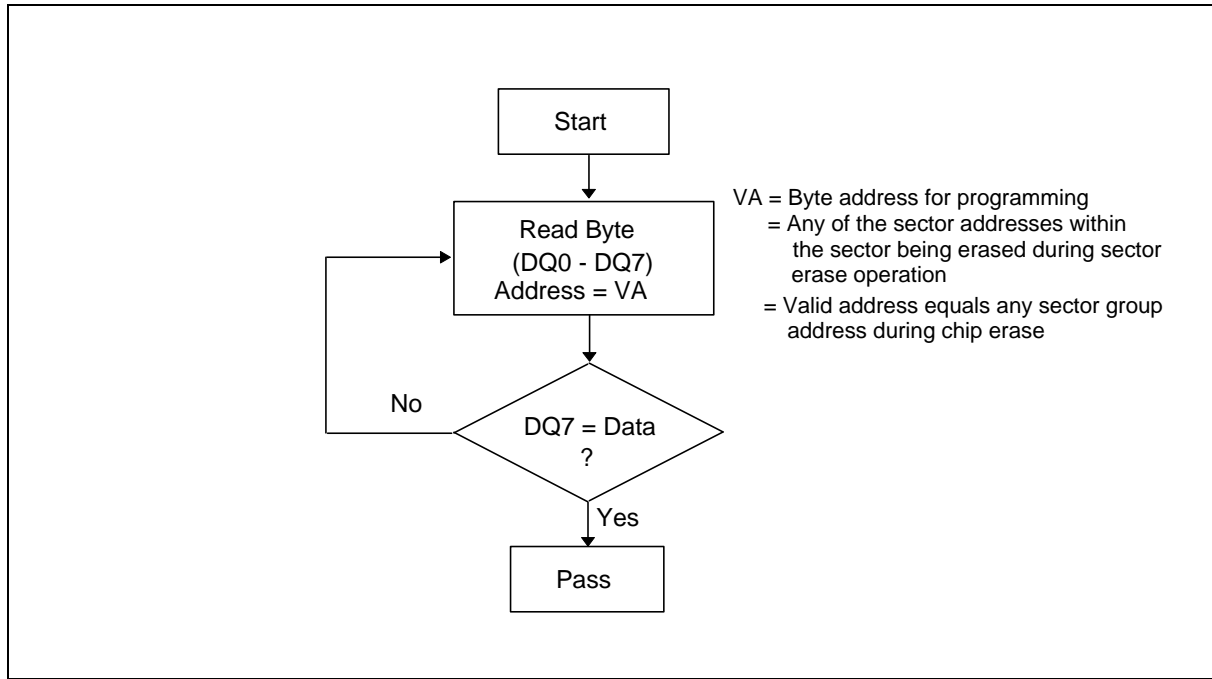 Start
VA = Byte address for programming
= Any of the sector addresses within
the sector being erased during sector
erase operation
= Valid address equals any sector group
address during chip erase
Read Byte
(DQ0 - DQ7)
Address = VA
No
DQ7 = Data
?
Yes
Pass